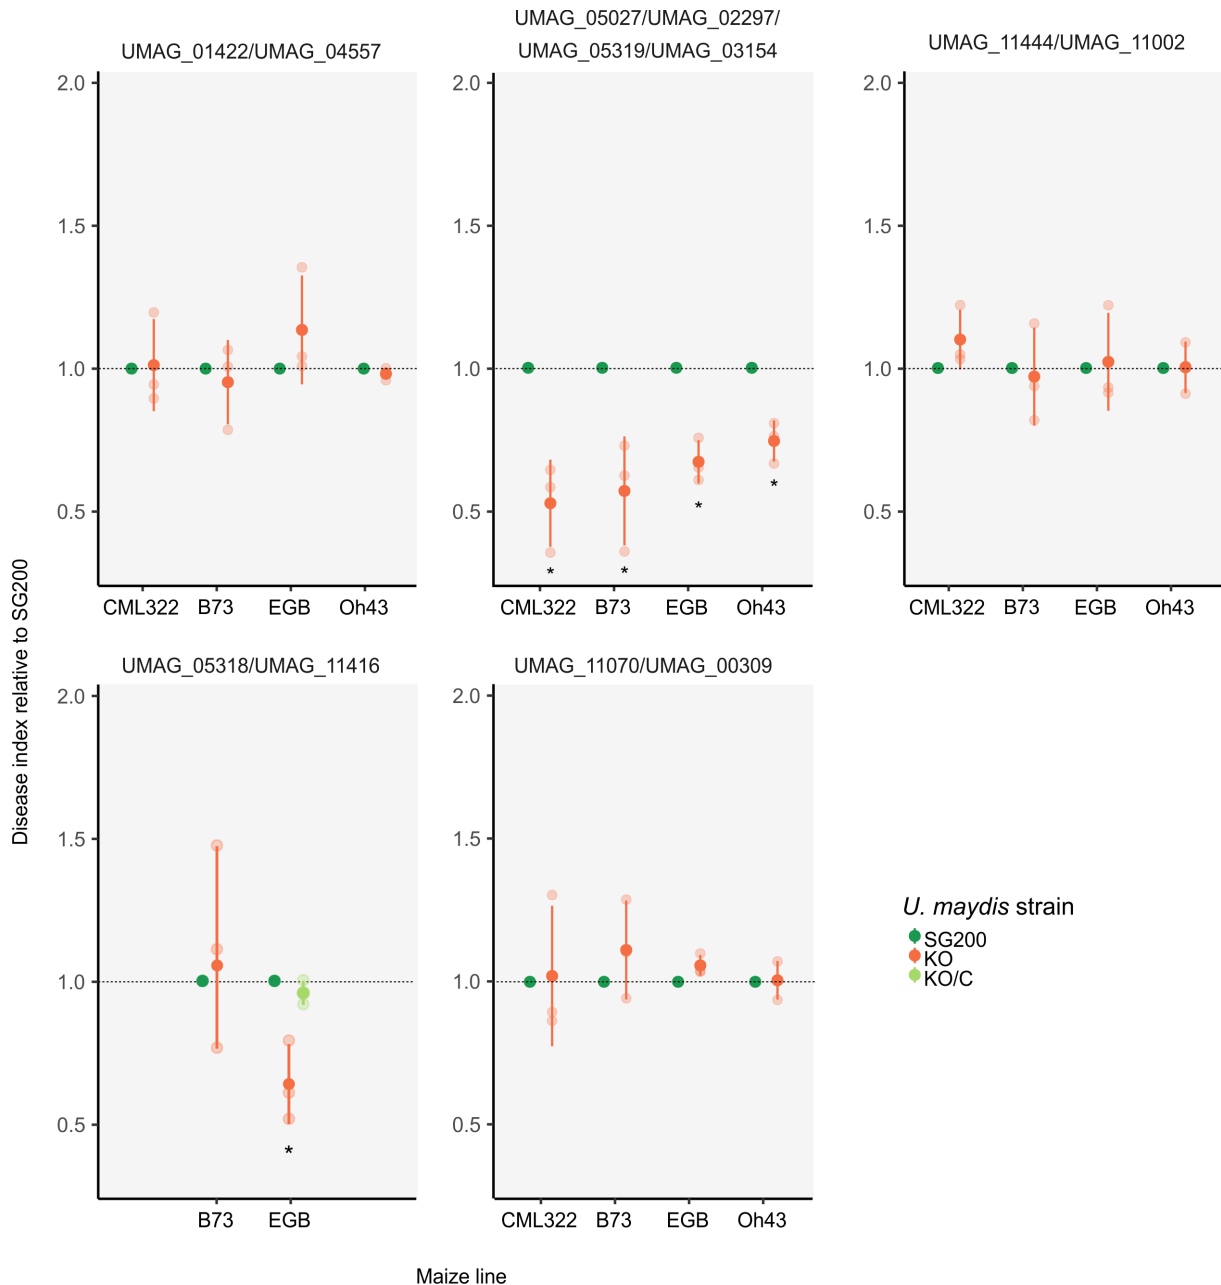 UMAG_01422/UMAG_04557
UMAG_05027/UMAG_02297/
UMAG_05319/UMAG_03154
UMAG_11444/UMAG_11002
2.0
1.5
1.0
0.5
CML322 B73 EGB Oh43
2.0
1.5
1.0
0.5
* * * *
CML322 B73 EGB Oh43
2.0
1.5
1.0
0.5
CML322 B73 EGB Oh43
Disease index relative to SG200
UMAG_05318/UMAG_11416
2.0
1.5
1.0
0.5
*
B73 EGB
UMAG_11070/UMAG_00309
2.0
1.5
1.0
0.5
CML322 B73 EGB Oh43
U. maydis strain
SG200
KO
KO/C
Maize line